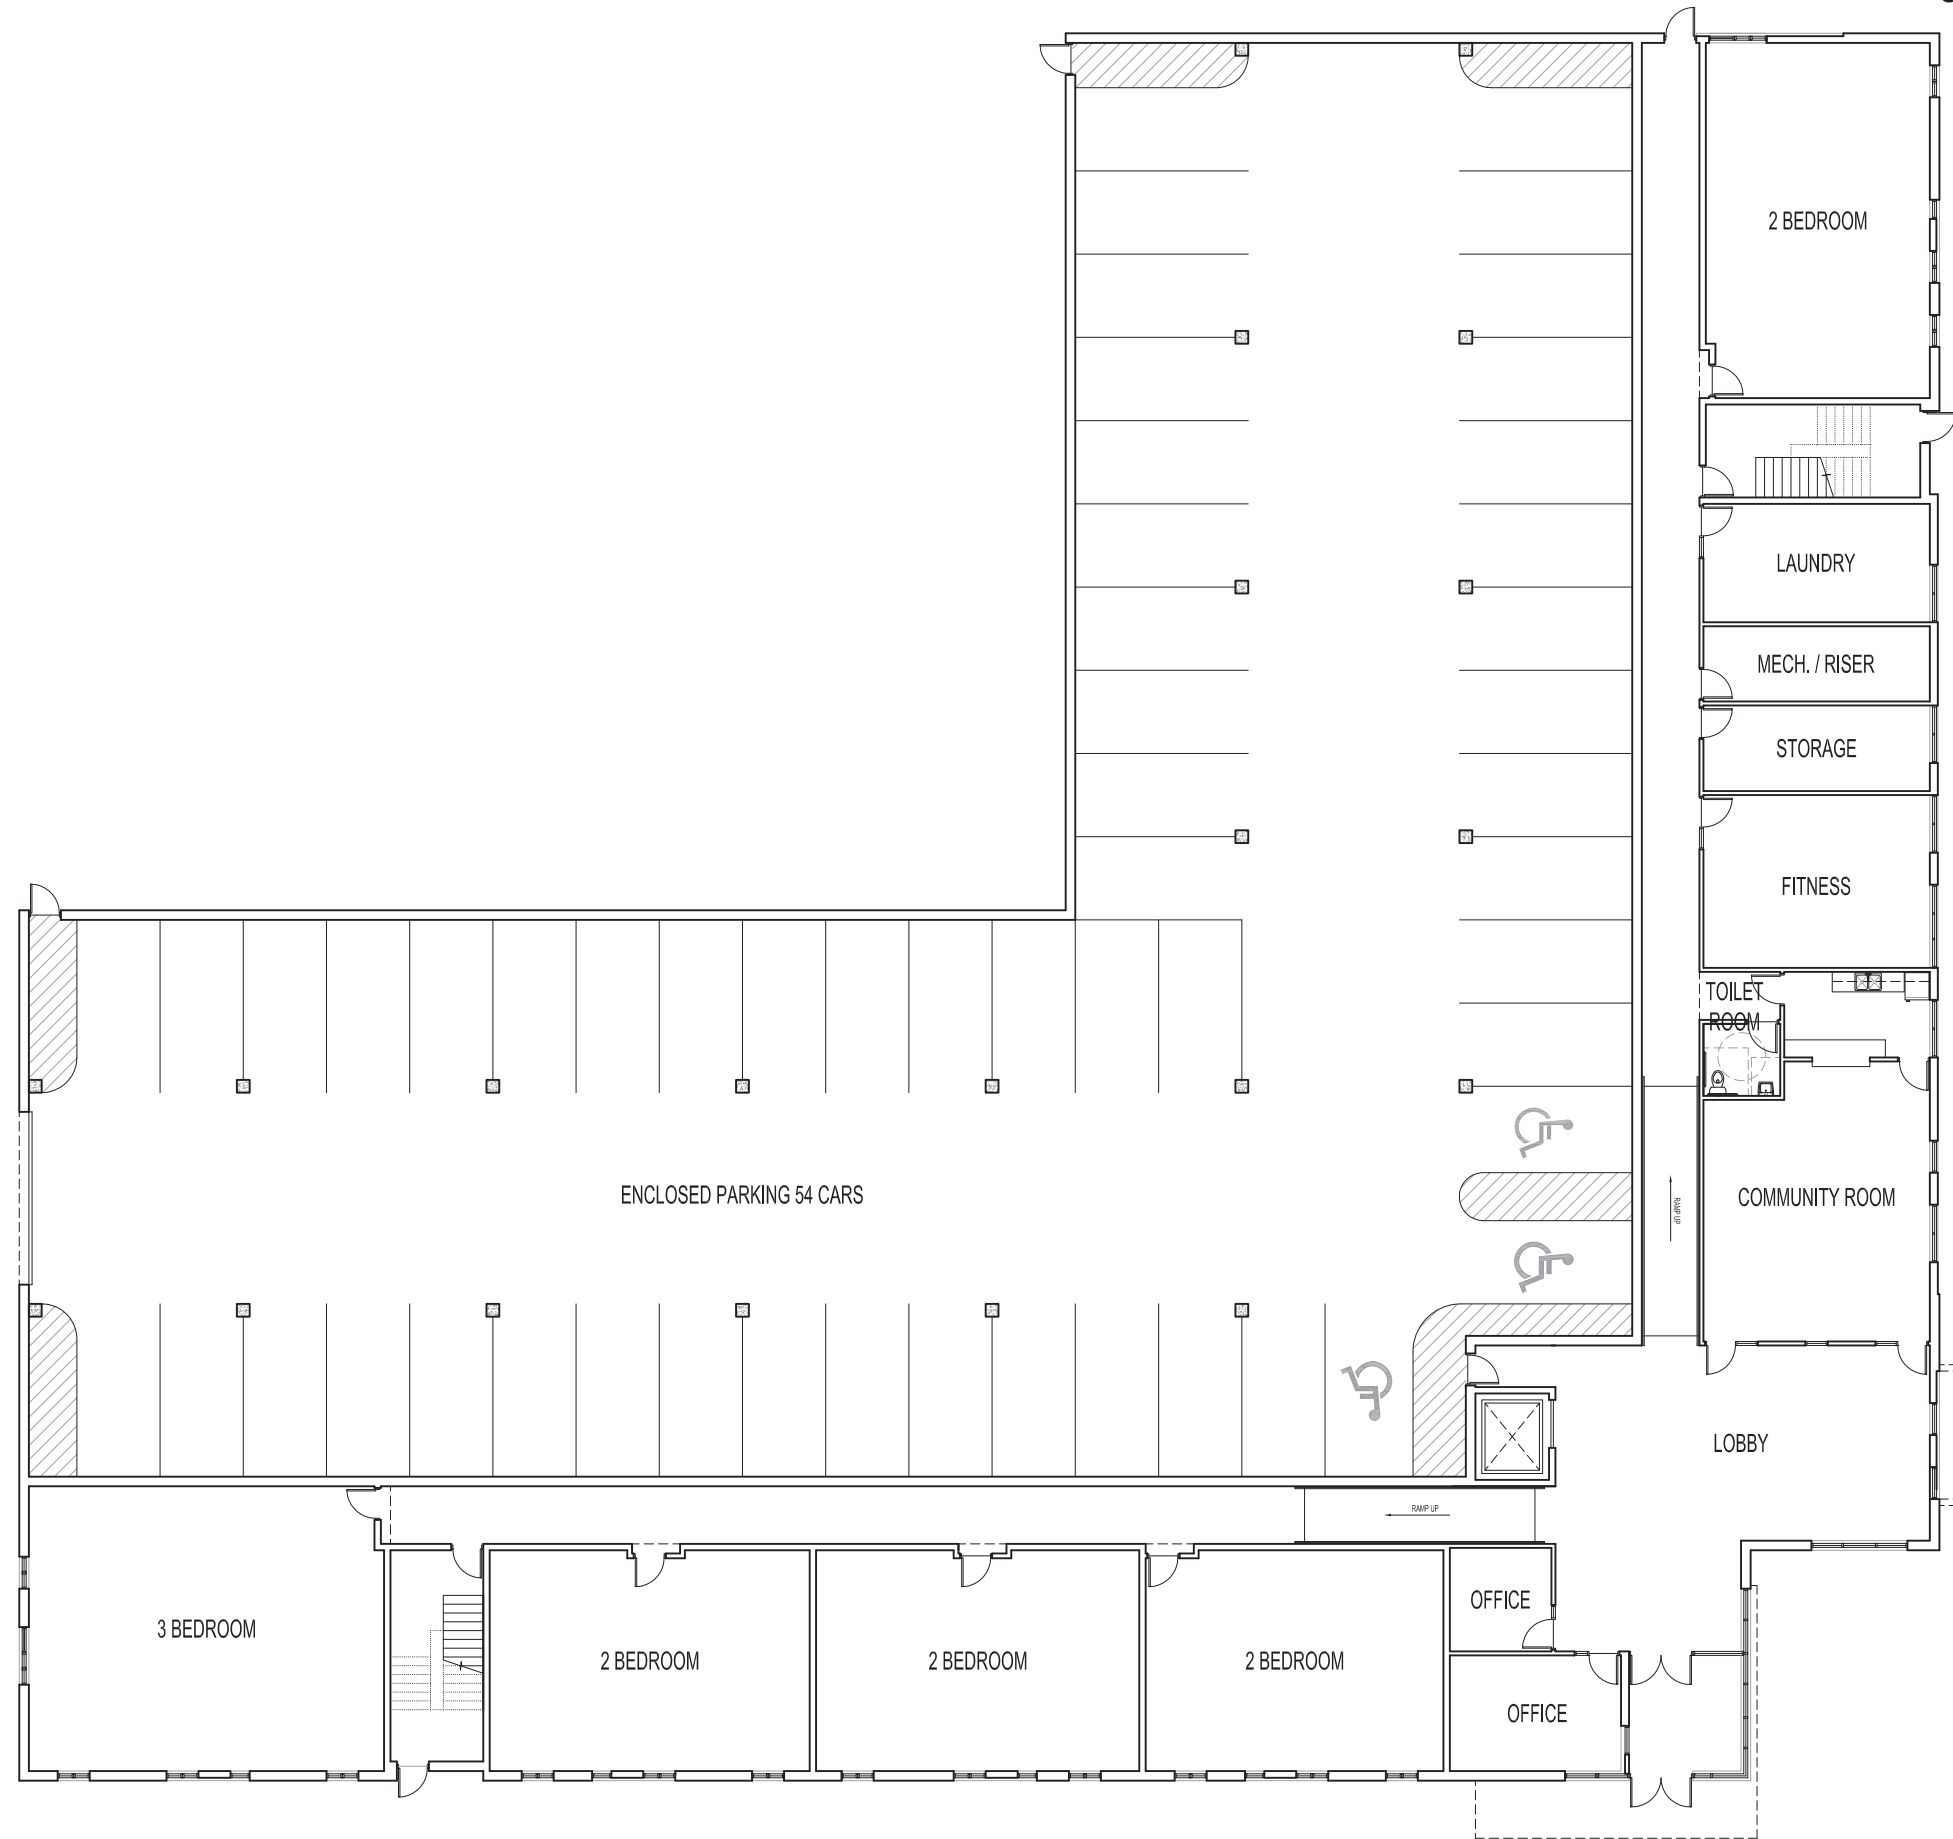 2 BEDROOM
LAUNDRY
MECH. / RISER
STORAGE
FITNESS
TOILET
ROOM
COMMUNITY ROOM
RAMP UP
ENCLOSED PARKING 54 CARS
LOBBY
RAMP UP
OFFICE
3 BEDROOM
2 BEDROOM
2 BEDROOM
2 BEDROOM
OFFICE